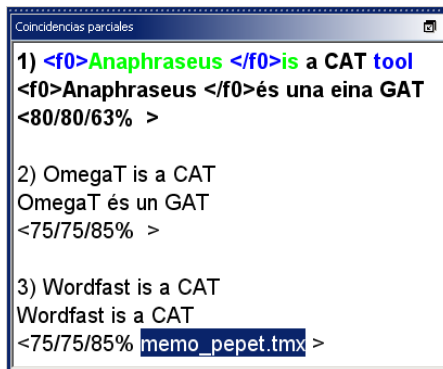 Coincidencias parciales
1) <f0>Anaphraseus </f0>is a CAT tool
<f0>Anaphraseus </f0>és una eina GAT
<80/80/63%  >
2) OmegaT is a CAT
OmegaT és un GAT
<75/75/85%  >
3) Wordfast is a CAT
Wordfast is a CAT
<75/75/85% memo_pepet.tmx >